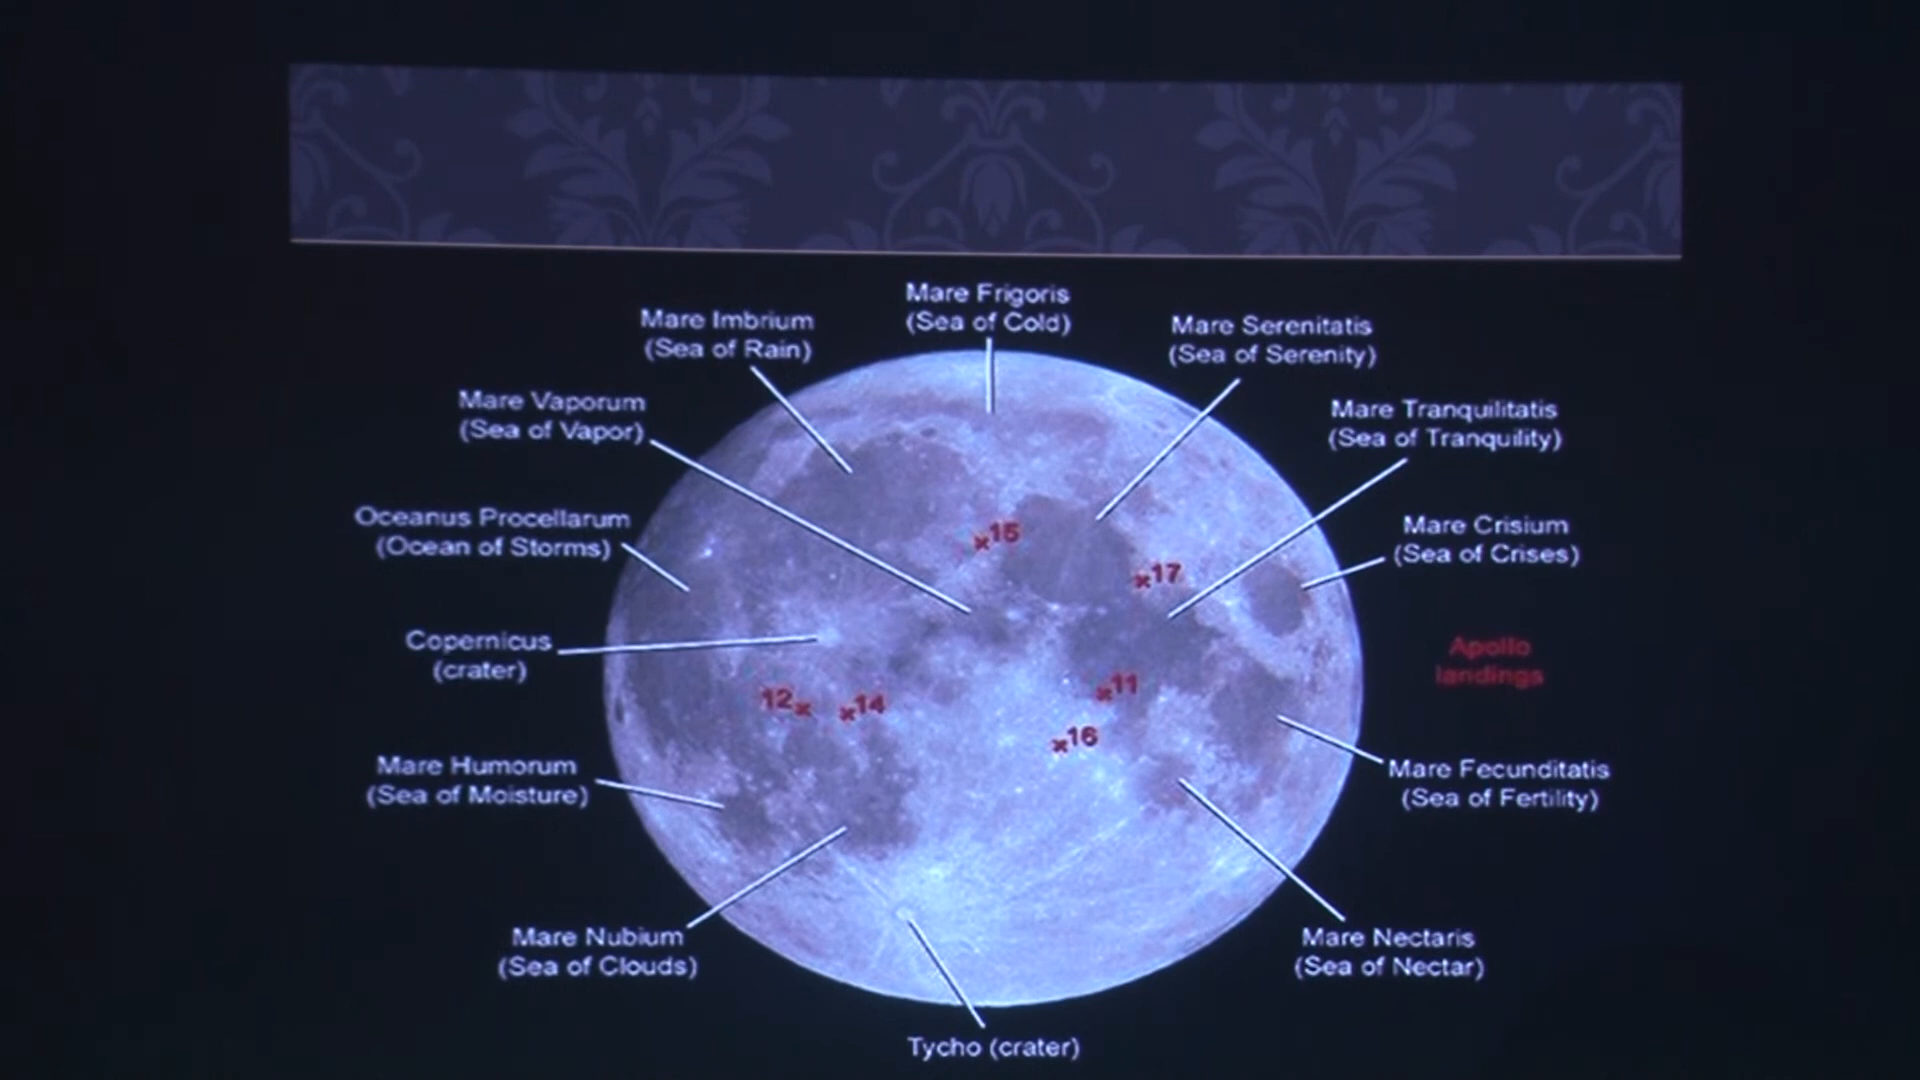 Mare Frigoris
(Sea of Cold)
Mare Imbrium
(Sea of Rain)
Mare Serenitatis
(Sea of Serenity)
Mare Vaporum
(Sea of Vapor)
Mare Tranquilitatis
(Sea of Tranquility)
Oceanus Procellarum
(Ocean of Storms)
15
Mare Crisium
(Sea of Crises)
17
Copernicus
(crater)
Apollo
landings
12
14
11
16
Mare Humorum
(Sea of Moisture)
Mare Fecunditatis
(Sea of Fertility)
Mare Nubium
(Sea of Clouds)
Mare Nectaris
(Sea of Nectar)
Tycho (crater)